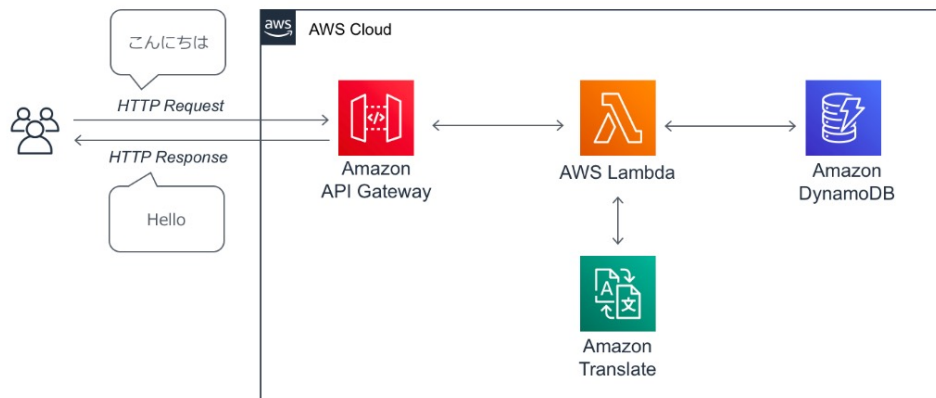 こんにちは
aws
AWS Cloud
HTTP Request
HTTP Response
Hello
</>
Amazon
API Gateway
AWS Lambda
Amazon
DynamoDB
A
文
Amazon
Translate